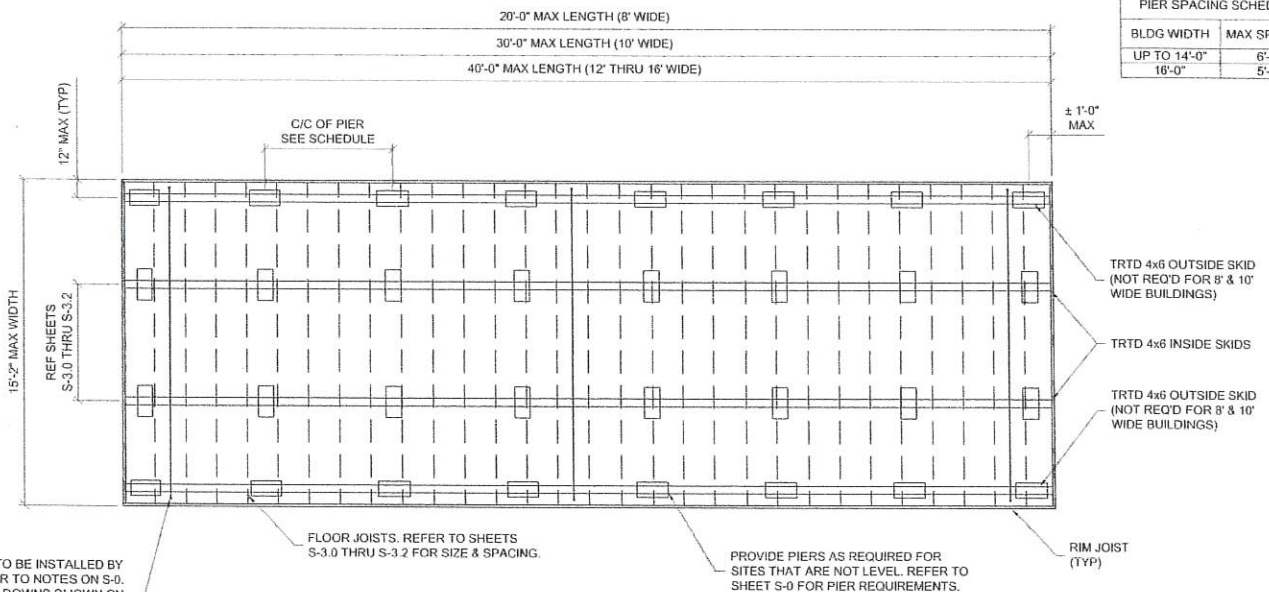 20'-0" MAX LENGTH (8' WIDE)
30'-0" MAX LENGTH (10' WIDE)
40'-0" MAX LENGTH (12' THRU 16' WIDE)
PIER SPACING
BLDG WIDTH
MAX
UP TO 14'-0"
16'-0"
12" MAX (TYP)
C/C OF PIER
SEE SCHEDULE
± 1'-0"
MAX
15'-2" MAX WIDTH
REF SHEETS
S-3.0 THRU S-3.2
TRTD 4x6 OUTSIDE SKID
(NOT REQ'D FOR 8' & 10'
WIDE BUILDINGS)
TRTD 4x6 INSIDE SKIDS
TRTD 4x6 OUTSIDE SKID
(NOT REQ'D FOR 8' & 10'
WIDE BUILDINGS)
RIM JOIST
(TYP)
FLOOR JOISTS. REFER TO SHEETS
S-3.0 THRU S-3.2 FOR SIZE & SPACING.
PROVIDE PIERS AS REQUIRED FOR
SITES THAT ARE NOT LEVEL. REFER TO
SHEET S-0 FOR PIER REQUIREMENTS.
TO BE INSTALLED BY
TO NOTES ON S-0.